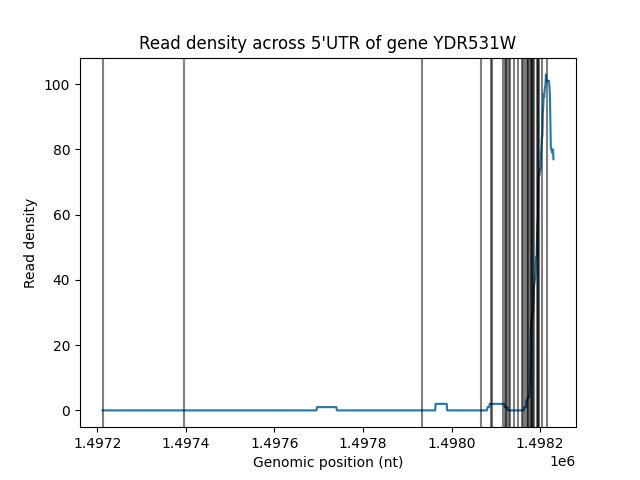 Read density across 5'UTR of gene YDR531W
100
80
60
40
20
0
Read density
1.4972 1.4974 1.4976 1.4978 1.4980 1.4982
1e6
Genomic position (nt)